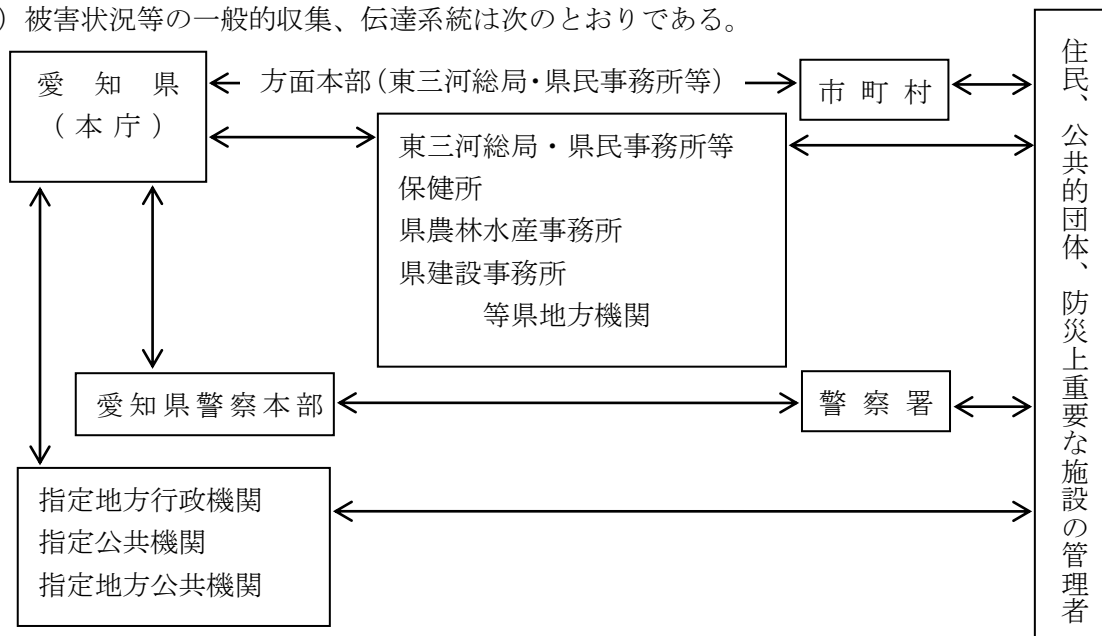 ) 被害状況等の一般的収集、伝達系統は次のとおりである。
愛知県
(本庁)
方面本部(東三河総局・県民事務所等)
市町村
東三河総局・県民事務所等
保健所
県農林水産事務所
県建設事務所
等県地方機関
愛知県警察本部
警察署
指定地方行政機関
指定公共機関
指定地方公共機関
住民、公共的団体、防災上重要な施設の管理者